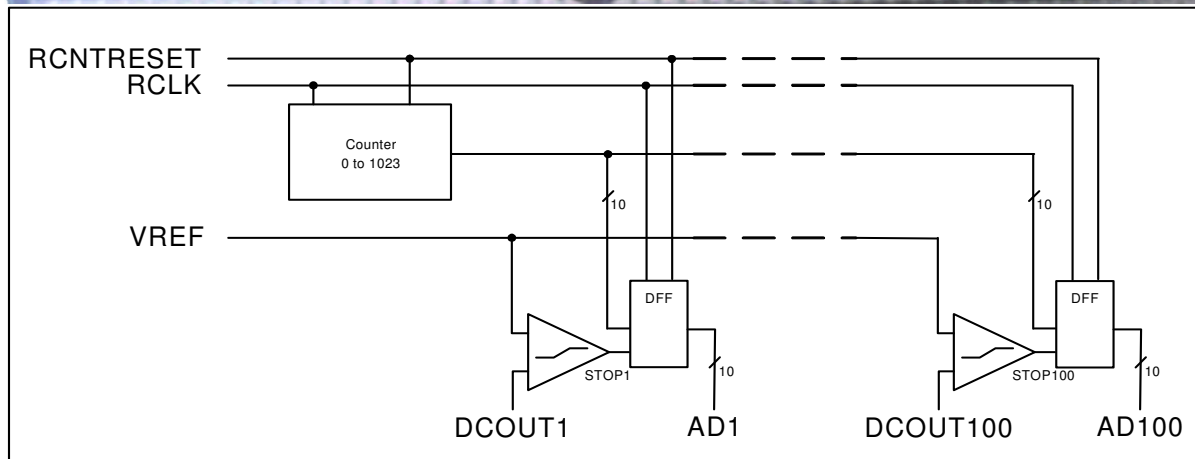 RCNTRESET
RCLK
Counter
0 to 1023
10
10
VREF
DFF
DFF
STOP1
10
STOP100
10
DCOUT1
AD1
DCOUT100
AD100